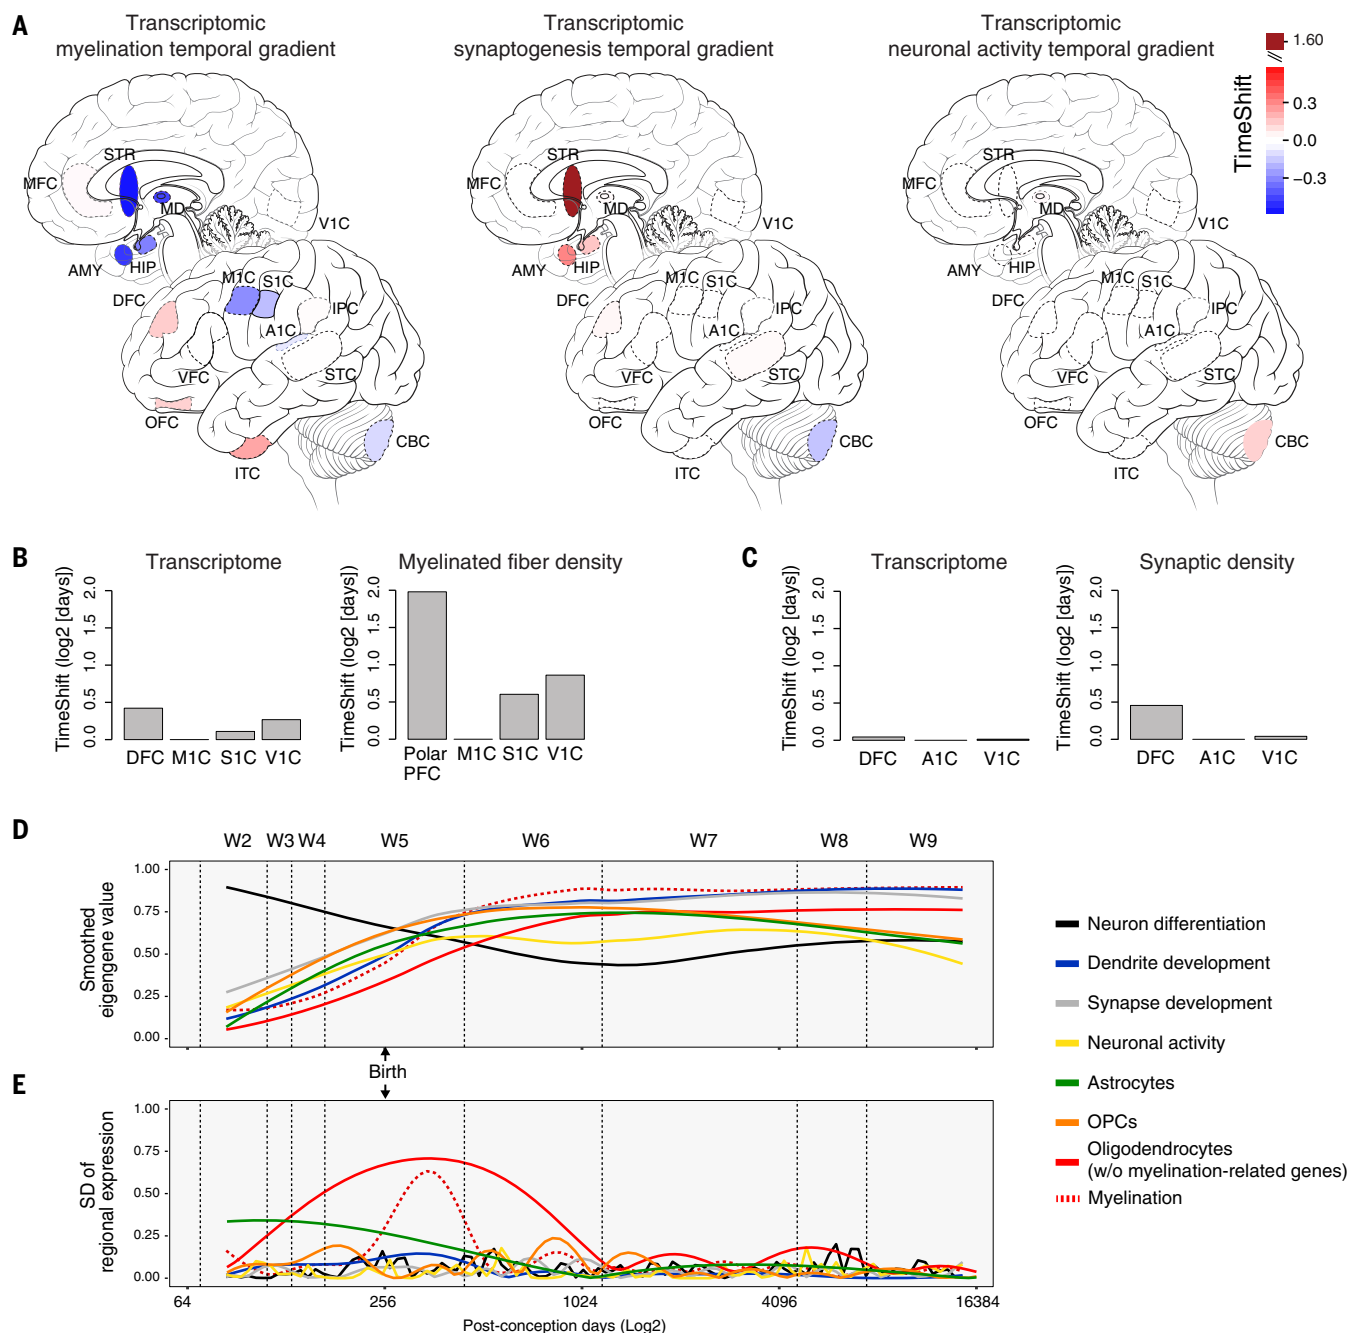 A
Transcriptomic
myelination temporal gradient
Transcriptomic
synaptogenesis temporal gradient
Transcriptomic
neuronal activity temporal gradient
TimeShift
1.60
0.3
0.0
−0.3
STR
MFC
MD
V1C
AMY
HIP
DFC
M1C
S1C
IPC
A1C
VFC
STC
OFC
CBC
ITC
STR
MFC
MD
V1C
AMY
HIP
DFC
M1C
S1C
IPC
A1C
VFC
STC
OFC
CBC
ITC
STR
MFC
MD
V1C
AMY
HIP
DFC
M1C
S1C
IPC
A1C
VFC
STC
OFC
CBC
ITC
B
Transcriptome
TimeShift (log2 [days])
0.0 0.5 1.0 1.5 2.0
DFC M1C S1C V1C
Myelinated fiber density
TimeShift (log2 [days])
0.0 0.5 1.0 1.5 2.0
Polar
PFC
M1C S1C V1C
C
Transcriptome
TimeShift (log2 [days])
0.0 0.5 1.0 1.5 2.0
DFC A1C V1C
Synaptic density
TimeShift (log2 [days])
0.0 0.5 1.0 1.5 2.0
DFC A1C V1C
D
W2 W3 W4 W5 W6 W7 W8 W9
Smoothed
eigengene value
1.00
0.75
0.50
0.25
0.00
Birth
E
SD of
regional expression
1.00
0.75
0.50
0.25
0.00
64 256 1024 4096 16384
Post-conception days (Log2)
Neuron differentiation
Dendrite development
Synapse development
Neuronal activity
Astrocytes
OPCs
Oligodendrocytes
(w/o myelination-related genes)
Myelination